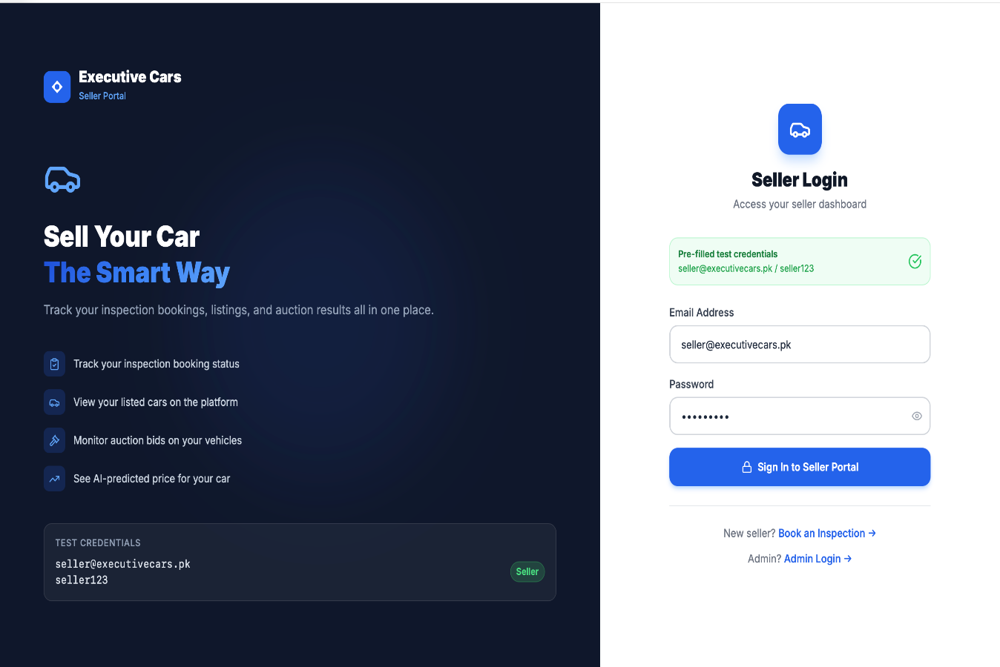 Executive Cars
Seller Portal
Sell Your Car
The Smart Way
Track your inspection bookings, listings, and auction results all in one place.
Track your inspection booking status
View your listed cars on the platform
Monitor auction bids on your vehicles
See AI-predicted price for your car
TEST CREDENTIALS
seller@executivecars.pk
seller123
Seller
Seller Login
Access your seller dashboard
Pre-filled test credentials
seller@executivecars.pk / seller123
Email Address
seller@executivecars.pk
Password
•••••••••
Sign In to Seller Portal
New seller? Book an Inspection →
Admin? Admin Login →